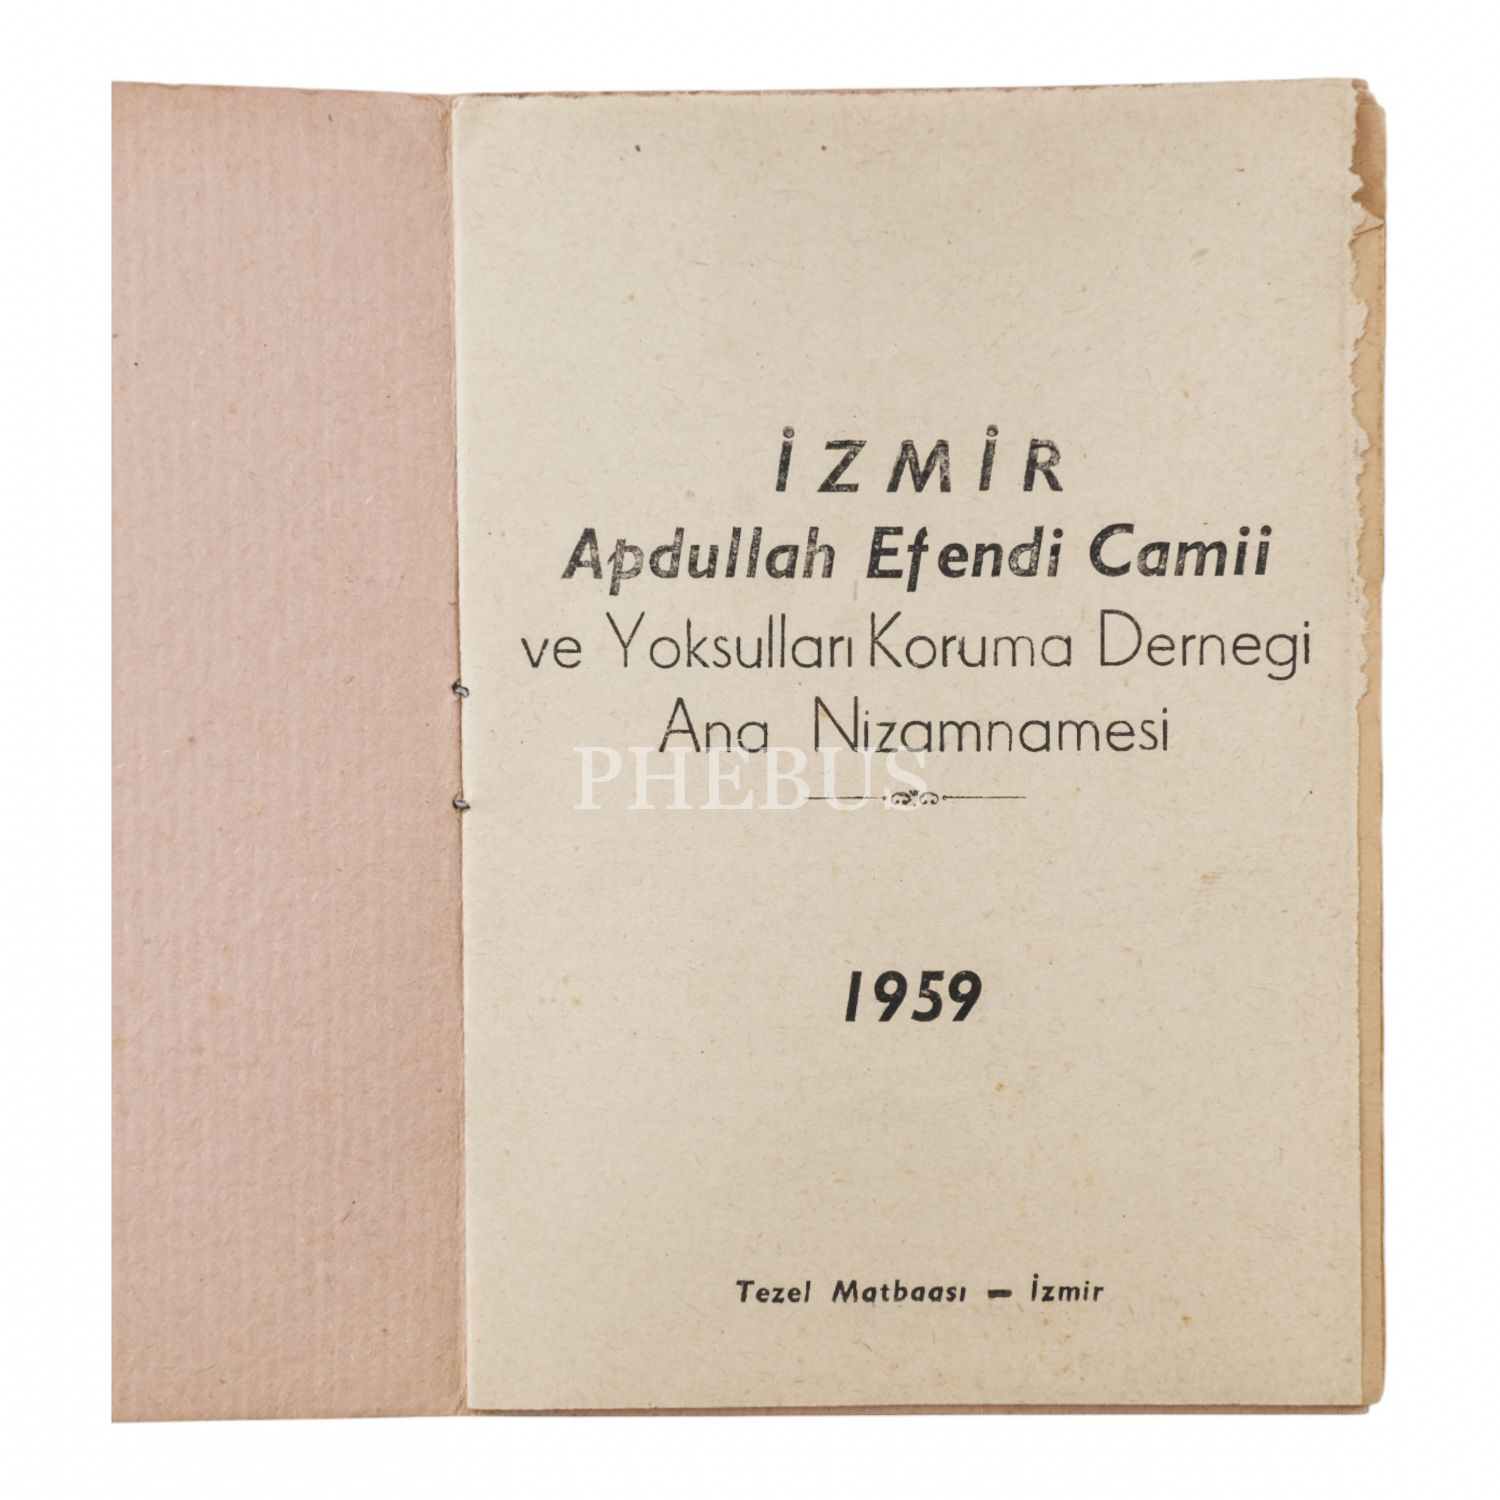 İZMİR
Apdullah Efendi Camii
ve Yoksulları Koruma Dernegi
Ana Nizamnamesi
PHEBUS
1959
Tezel Matbaası – İzmir